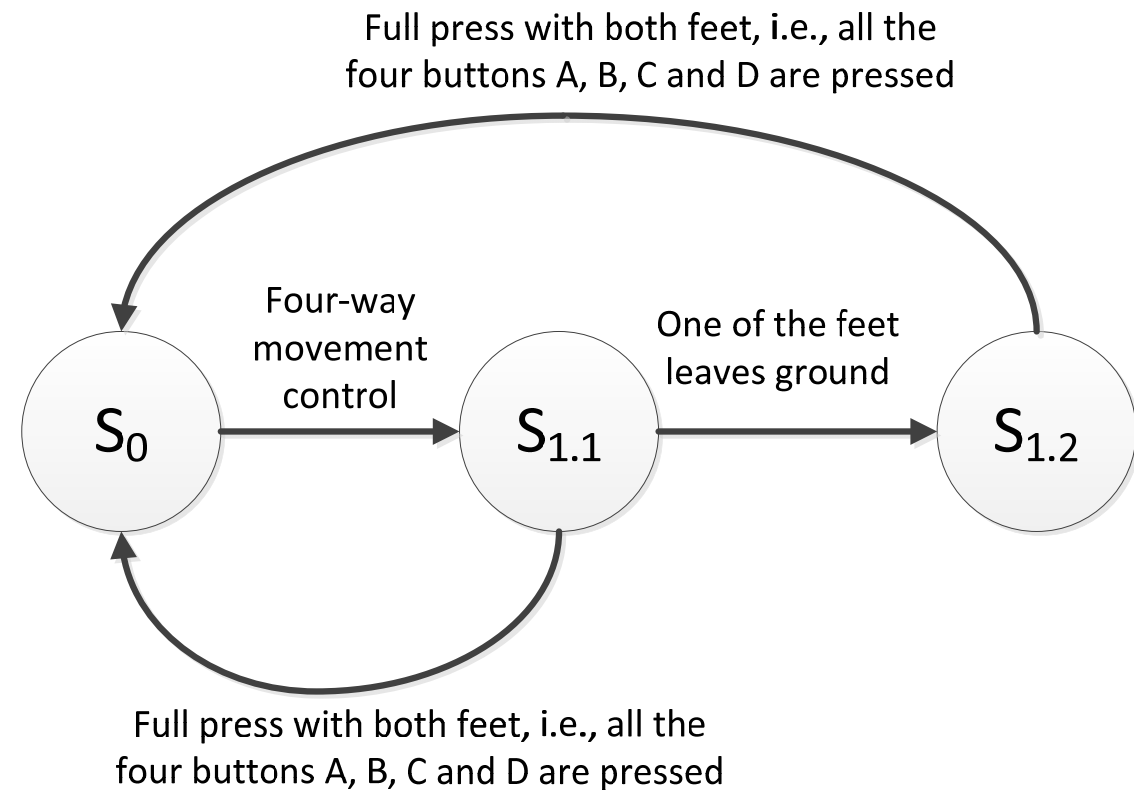 Full press with both feet, i.e., all the
four buttons A, B, C and D are pressed
Four-way
movement
control
One of the feet
leaves ground
S0
S1.1
S1.2
Full press with both feet, i.e., all the
four buttons A, B, C and D are pressed